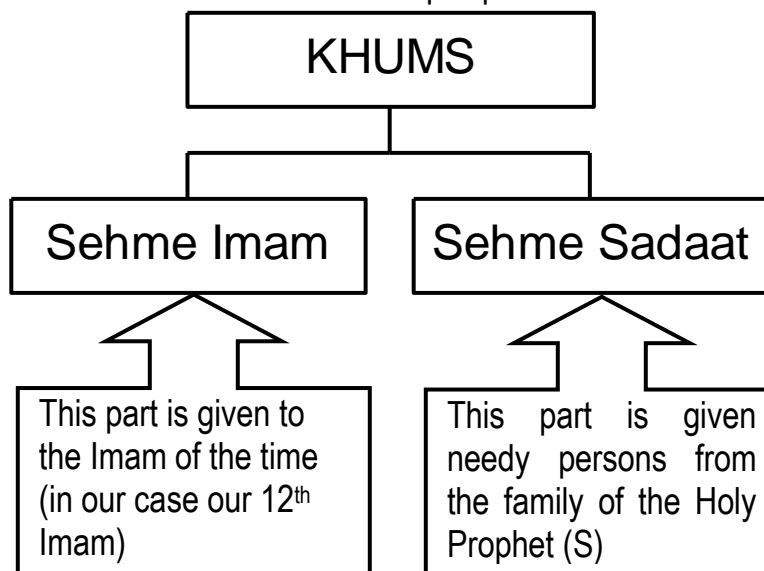 KHUMS
Sehme Imam
Sehme Sadaat
This part is given to
the Imam of the time
(in our case our 12th
Imam)
This part is given
needy persons from
the family of the Holy
Prophet (S)